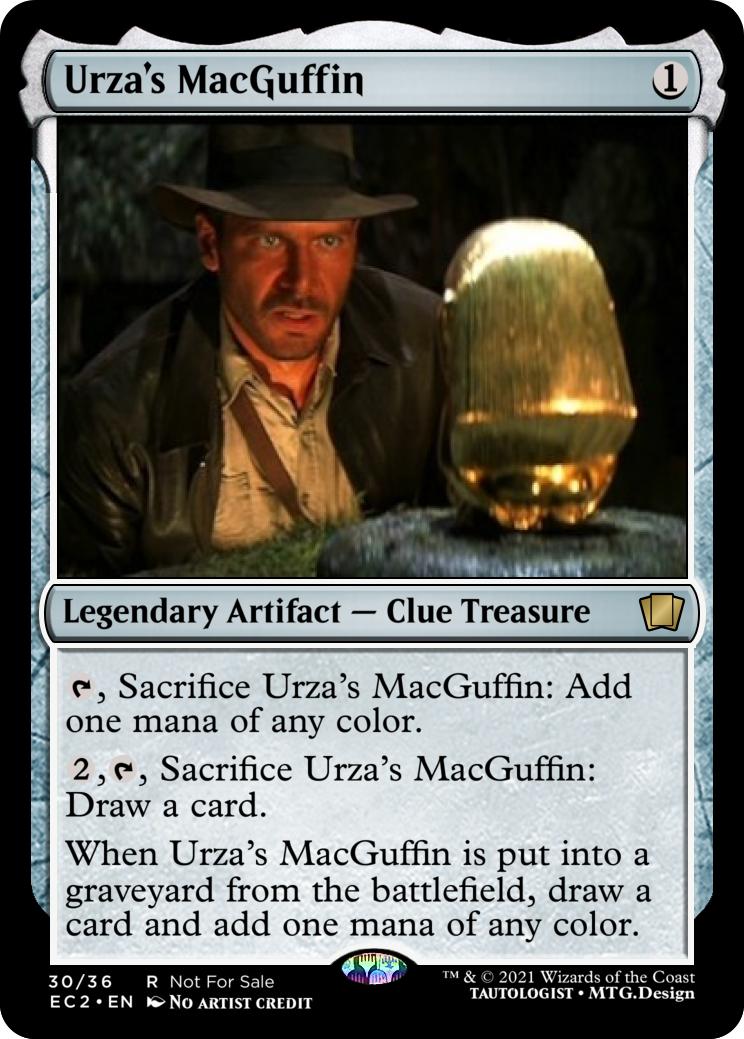 Urza's MacGuffin 1
Legendary Artifact — Clue Treasure
, Sacrifice Urza's MacGuffin: Add
one mana of any color.
2, , Sacrifice Urza's MacGuffin:
Draw a card.
When Urza's MacGuffin is put into a
graveyard from the battlefield, draw a
card and add one mana of any color.
30/36 R Not For Sale
EC2 • EN No artist credit
™ & © 2021 Wizards of the Coast
TAUTOLOGIST • MTG.Design